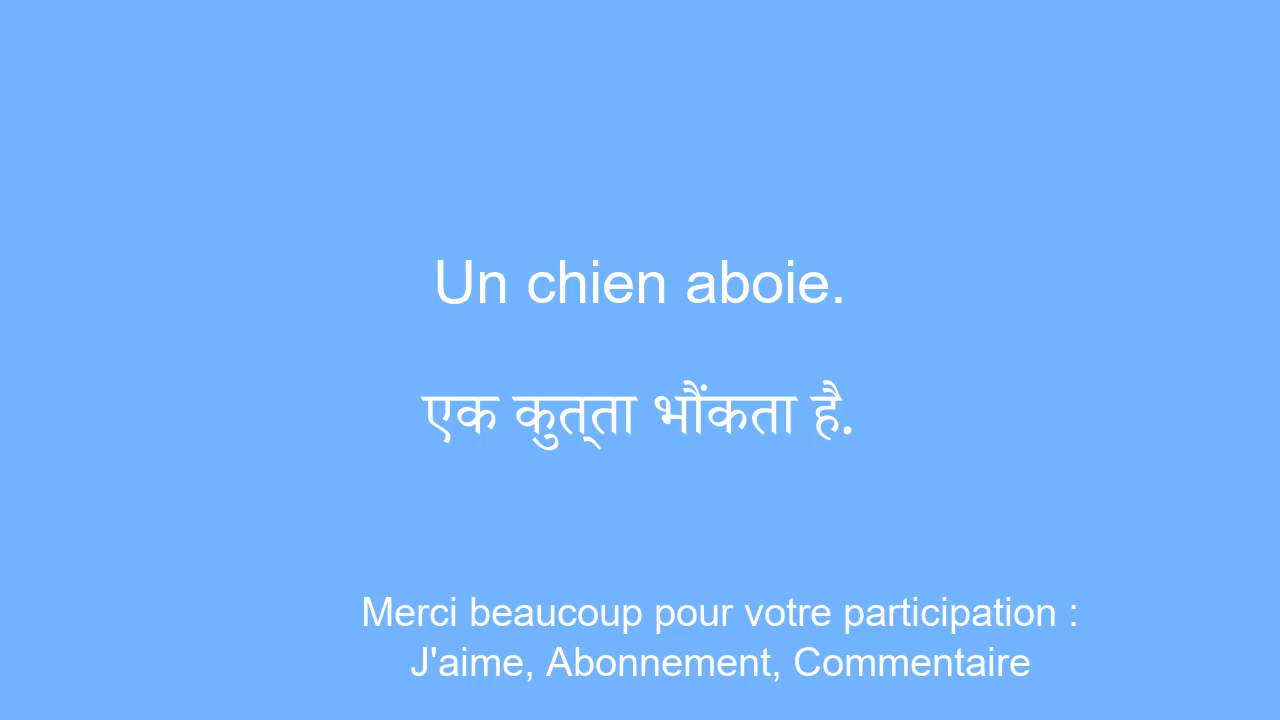 Un chien aboie.
एक कुत्‍ता भौंकता है.
Merci beaucoup pour votre participation :
J'aime, Abonnement, Commentaire